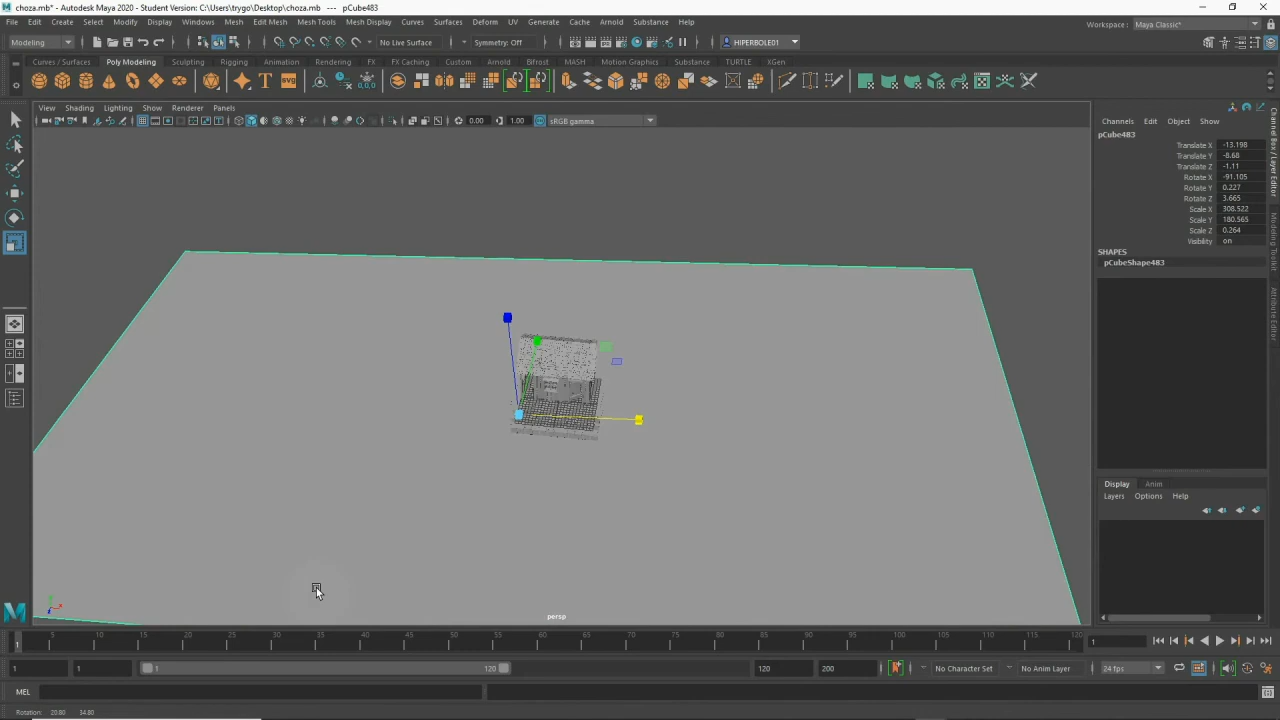 choza.mb* - Autodesk Maya 2020 - Student Version: C:\Users\trygo\Desktop\choza.mb --- pCube483
File Edit Create Select Modify Display Windows Mesh Edit Mesh Mesh Tools Mesh Display Curves Surfaces Deform UV Generate Cache Arnold Substance Help
Workspace: Maya Classic*
Modeling No Live Surface Symmetry: Off HIPERBOLE01
Curves / Surfaces Poly Modeling Sculpting Rigging Animation Rendering FX FX Caching Custom Arnold Bifrost MASH Motion Graphics Substance TURTLE XGen
View Shading Lighting Show Renderer Panels
0.00 1.00 sRGB gamma
Channels Edit Object Show
pCube483
Translate X -13.198
Translate Y -8.68
Translate Z -1.11
Rotate X -91.105
Rotate Y 0.227
Rotate Z 3.665
Scale X 308.522
Scale Y 180.565
Scale Z 0.264
Visibility on
SHAPES
pCubeShape483
Channel Box / Layer Editor
Modeling Toolkit
Attribute Editor
Display Anim
Layers Options Help
persp
5 10 15 20 25 30 35 40 45 50 55 60 65 70 75 80 85 90 95 100 105 110 115 120
1 1
1 1 1 120 120 200 No Character Set No Anim Layer 24 fps
MEL
Rotation: 20.80 34.80